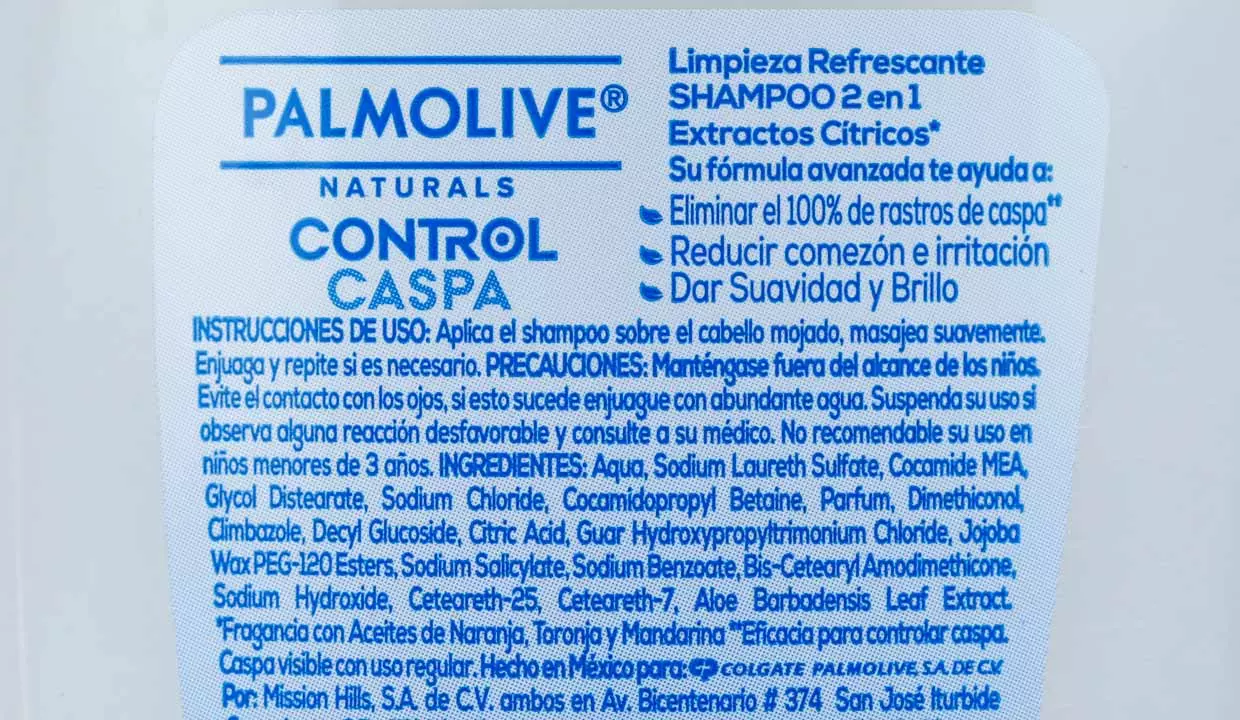 PALMOLIVE®
NATURALS
CONTROL
CASPA
Limpieza Refrescante
SHAMPOO 2 en 1
Extractos Cítricos*
Su fórmula avanzada te ayuda a:
Eliminar el 100% de rastros de caspa**
Reducir comezón e irritación
Dar Suavidad y Brillo
INSTRUCCIONES DE USO: Aplica el shampoo sobre el cabello mojado, masajea suavemente.
Enjuaga y repite si es necesario. PRECAUCIONES: Manténgase fuera del alcance de los niños.
Evite el contacto con los ojos, si esto sucede enjuague con abundante agua. Suspenda su uso si
observa alguna reacción desfavorable y consulte a su médico. No recomendable su uso en
niños menores de 3 años. INGREDIENTES: Aqua, Sodium Laureth Sulfate, Cocamide MEA,
Glycol Distearate, Sodium Chloride, Cocamidopropyl Betaine, Parfum, Dimethiconol,
Climbazole, Decyl Glucoside, Citric Acid, Guar Hydroxypropyltrimonium Chloride, Jojoba
Wax PEG-120 Esters, Sodium Salicylate, Sodium Benzoate, Bis-Cetearyl Amodimethicone,
Sodium Hydroxide, Ceteareth-25, Ceteareth-7, Aloe Barbadensis Leaf Extract.
*Fragancia con Aceites de Naranja, Toronja y Mandarina **Eficacia para controlar caspa.
Caspa visible con uso regular. Hecho en México para: CP COLGATE PALMOLIVE, S.A. DE C.V.
Por: Mission Hills, S.A. de C.V. ambos en Av. Bicentenario # 374 San José Iturbide